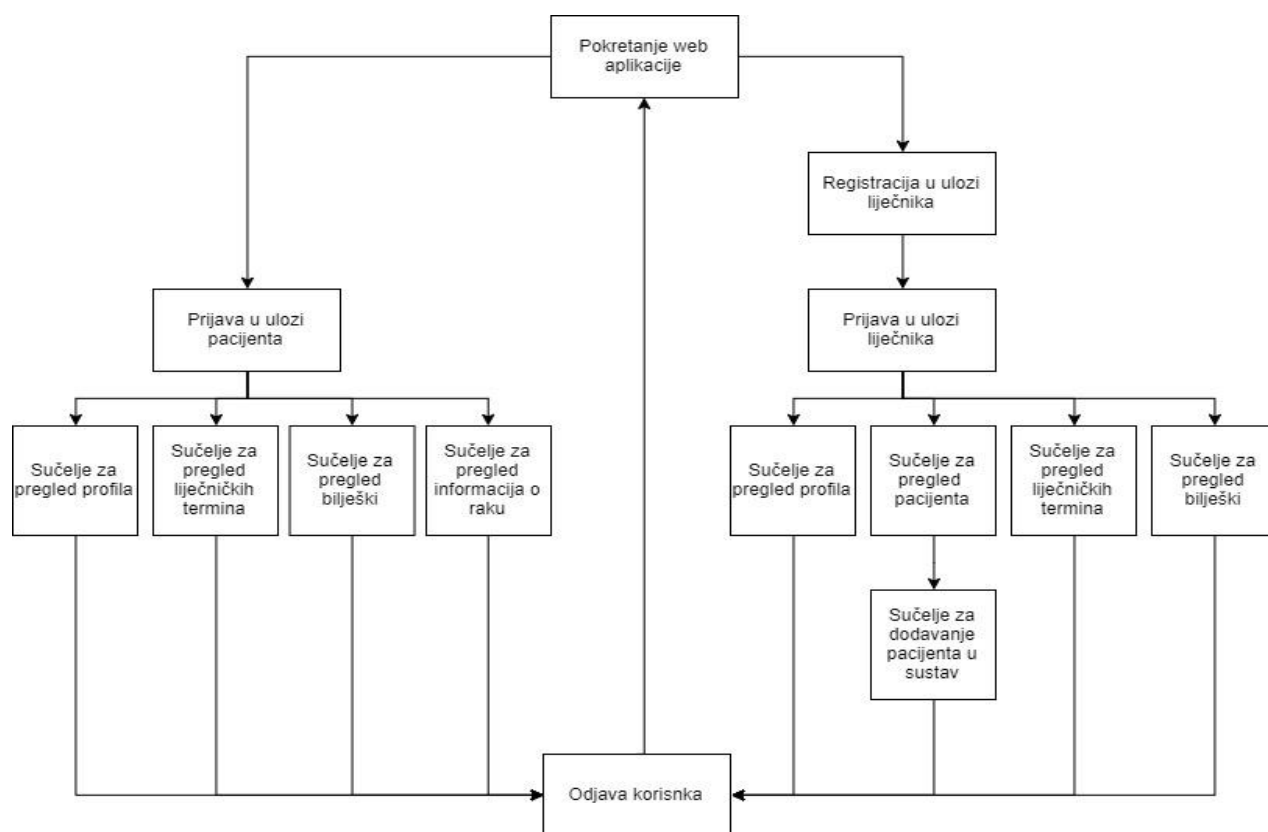 Pokretanje web
aplikacije
Registracija u ulozi
liječnika
Prijava u ulozi
pacijenta
Prijava u ulozi
liječnika
Sučelje za
pregled profila
Sučelje za
pregled
liječničkih
termina
Sučelje za
pregled
bilješki
Sučelje za
pregled
informacija o
raku
Sučelje za
pregled profila
Sučelje za
pregled
pacijenta
Sučelje za
pregled
liječničkih
termina
Sučelje za
pregled
bilješki
Sučelje za
dodavanje
pacijenta u
sustav
Odjava korisnka